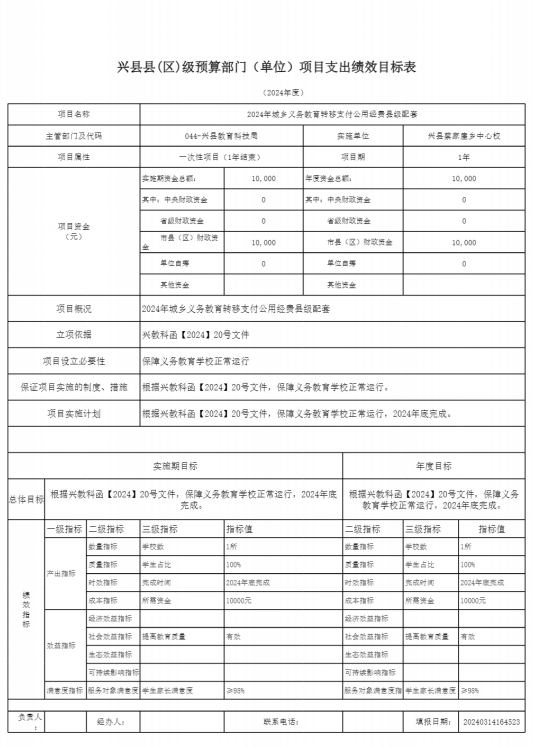 兴县县(区)级预算部门（单位）项目支出绩效目标表
（2024年度）
项目名称 2024年城乡义务教育转移支付公用经费县级配套
主管部门及代码 044-兴县教育科技局 实施单位 兴县蔡家崖乡中心校
项目属性 一次性项目（1年结束） 项目期 1年
项目资金
（元）
实施期资金总额： 10,000 年度资金总额： 10,000
其中：中央财政资金 0 其中：中央财政资金 0
省级财政资金 0 省级财政资金 0
市县（区）财政资金 10,000 市县（区）财政资金 10,000
单位自筹 0 单位自筹 0
其他资金 其他资金
项目概况 2024年城乡义务教育转移支付公用经费县级配套
立项依据 兴教科函【2024】20号文件
项目设立必要性 保障义务教育学校正常运行
保证项目实施的制度、措施 根据兴教科函【2024】20号文件，保障义务教育学校正常运行。
项目实施计划 根据兴教科函【2024】20号文件，保障义务教育学校正常运行，2024年底完成。
实施期目标 年度目标
总体目标 根据兴教科函【2024】20号文件，保障义务教育学校正常运行，2024年底完成。 根据兴教科函【2024】20号文件，保障义务教育学校正常运行，2024年底完成。
绩效指标
一级指标 二级指标 三级指标 指标值 二级指标 三级指标 指标值
产出指标
数量指标 学校数 1所 数量指标 学校数 1所
质量指标 学生占比 100% 质量指标 学生占比 100%
时效指标 完成时间 2024年底完成 时效指标 完成时间 2024年底完成
成本指标 所需资金 10000元 成本指标 所需资金 10000元
效益指标
经济效益指标 经济效益指标
社会效益指标 提高教育质量 有效 社会效益指标 提高教育质量 有效
生态效益指标 生态效益指标
可持续影响指标 可持续影响指标
满意度指标 服务对象满意度 学生家长满意度 ≥98% 服务对象满意度指 学生家长满意度 ≥98%
负责人： 经办人： 联系电话： 填报日期： 20240314164523